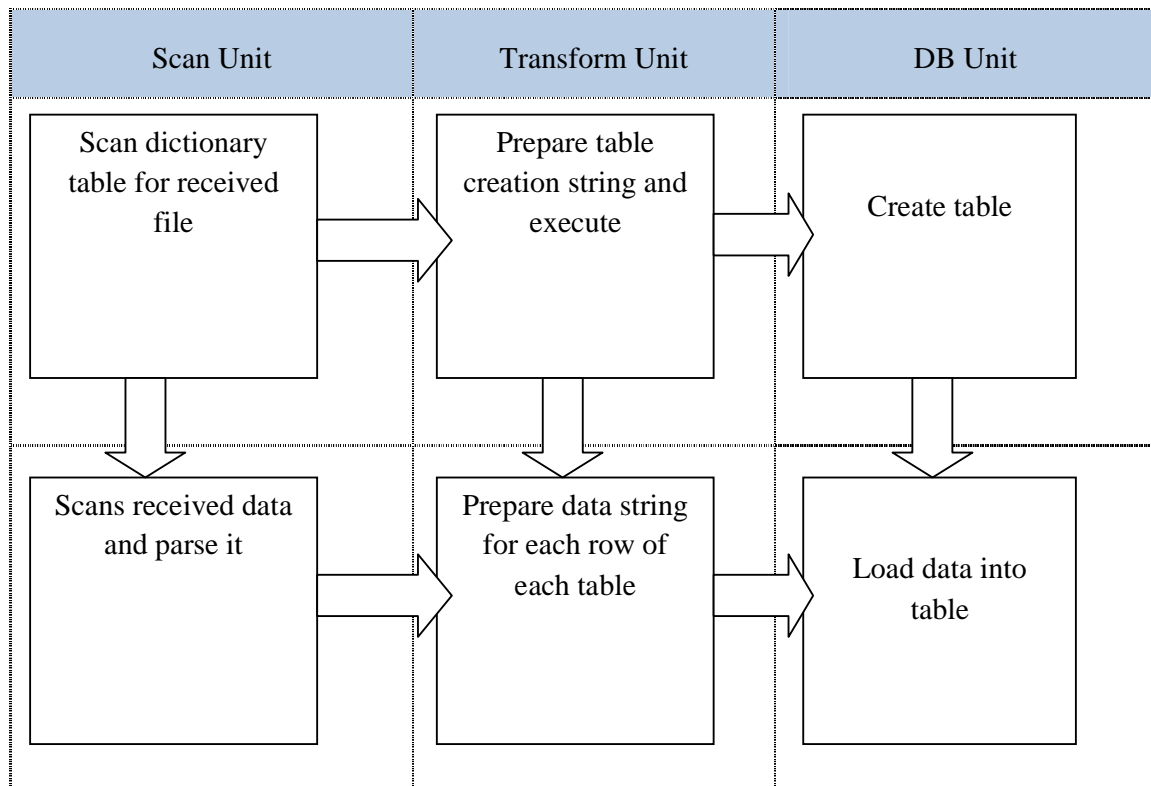 Scan Unit
Transform Unit
DB Unit
Scan dictionary
table for received
file
Prepare table
creation string and
execute
Create table
Scans received data
and parse it
Prepare data string
for each row of
each table
Load data into
table